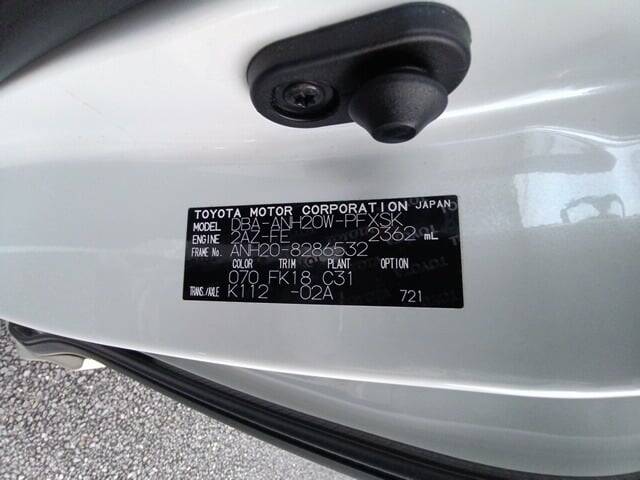 TOYOTA MOTOR CORPORATION JAPAN
MODEL DBA-ANH20W-PFXSK
ENGINE 2AZ-FE 2362 mL
FRAME No. ANH20-8286532
COLOR TRIM PLANT OPTION
070 FK18 C31
TRANS./AXLE K112 -02A 721